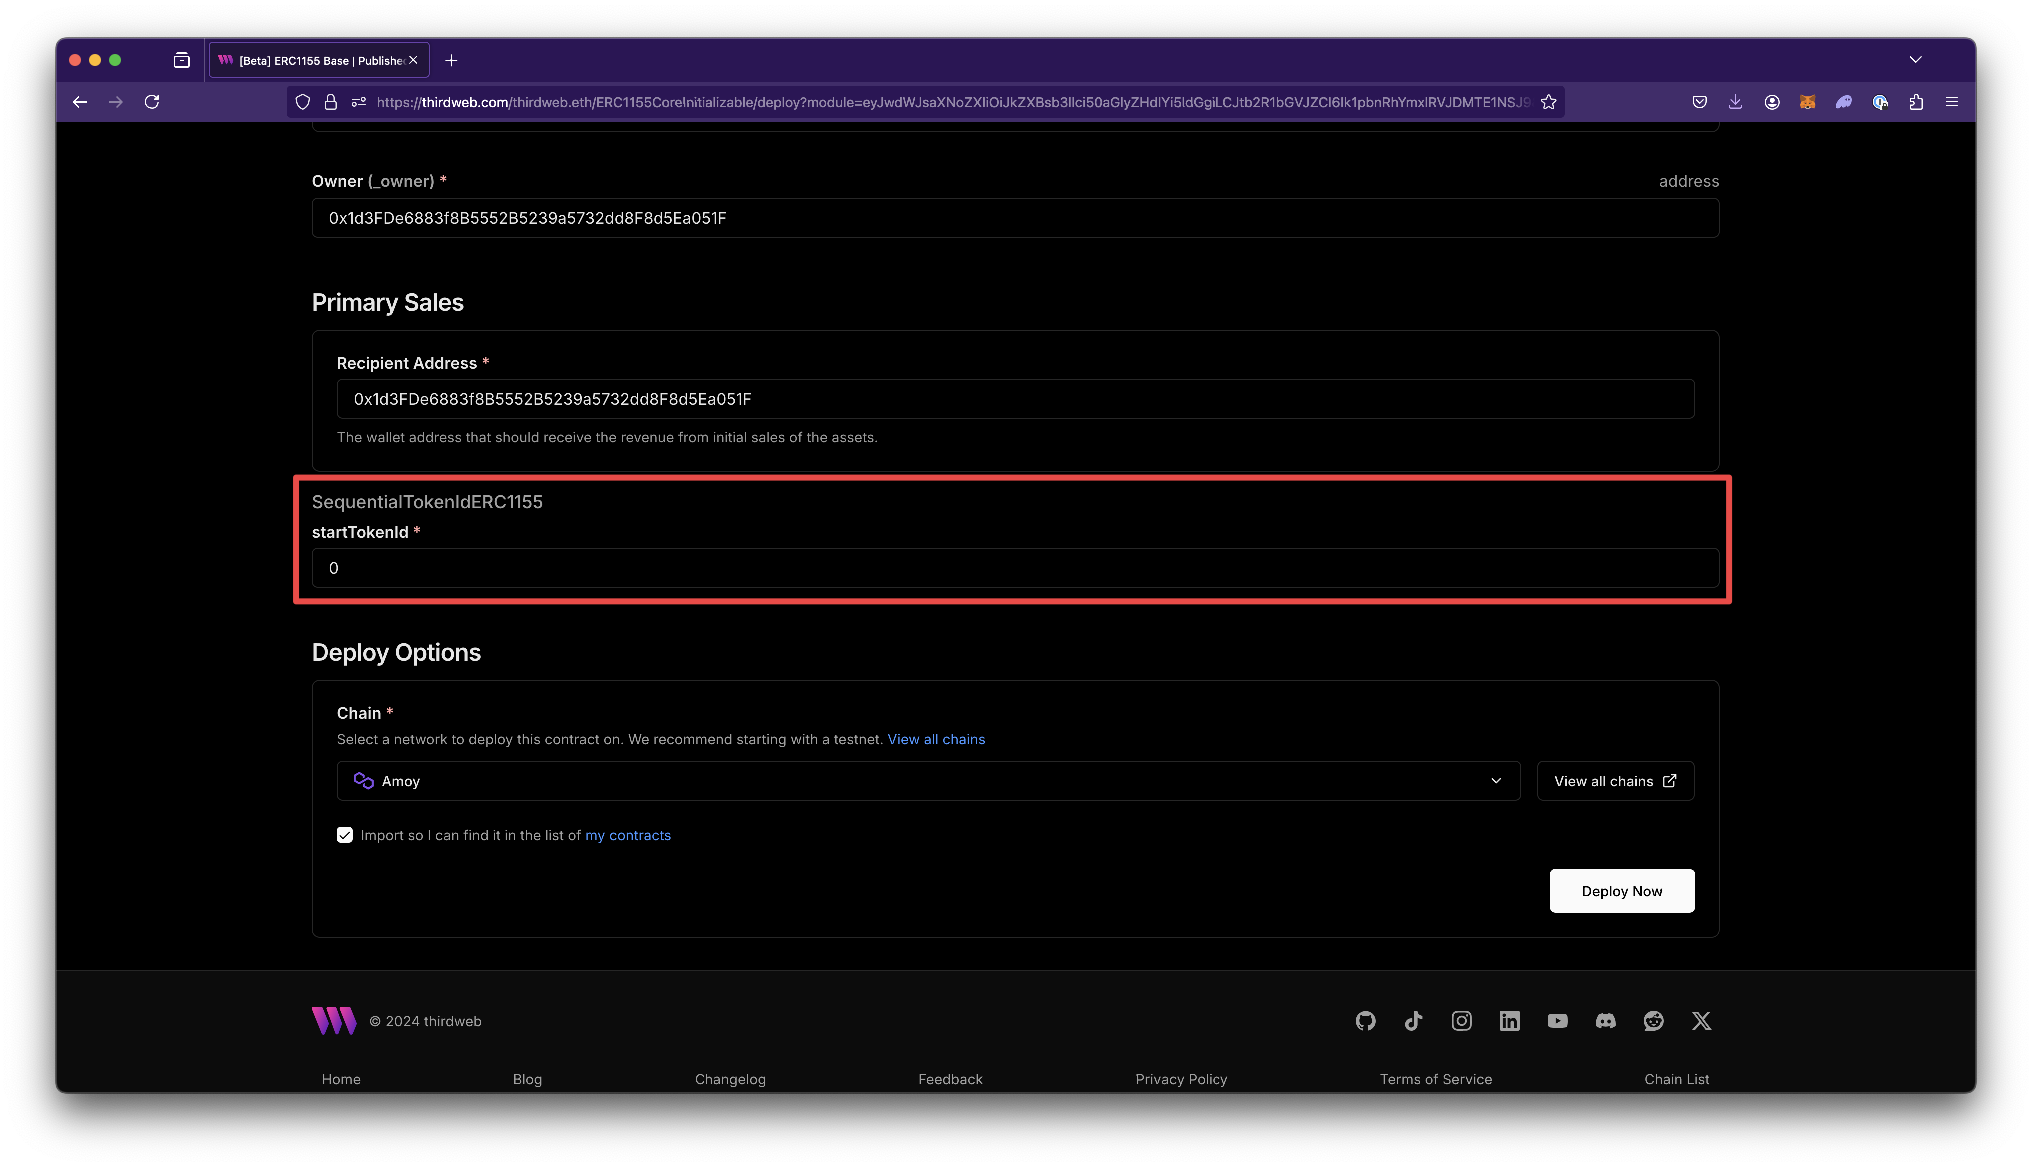 [Beta] ERC1155 Base | Publishe
https://thirdweb.com/thirdweb.eth/ERC1155CoreInitializable/deploy?module=
Owner (_owner) *
address
0x1d3FDe6883f8B5552B5239a5732dd8F8d5Ea051F
Primary Sales
Recipient Address *
0x1d3FDe6883f8B5552B5239a5732dd8F8d5Ea051F
The wallet address that should receive the revenue from initial sales of the assets.
SequentialTokenIdERC1155
startTokenId *
0
Deploy Options
Chain *
Select a network to deploy this contract on. We recommend starting with a testnet. View all chains
Amoy
View all chains
Import so I can find it in the list of my contracts
Deploy Now
© 2024 thirdweb
Home Blog Changelog Feedback Privacy Policy Terms of Service Chain List